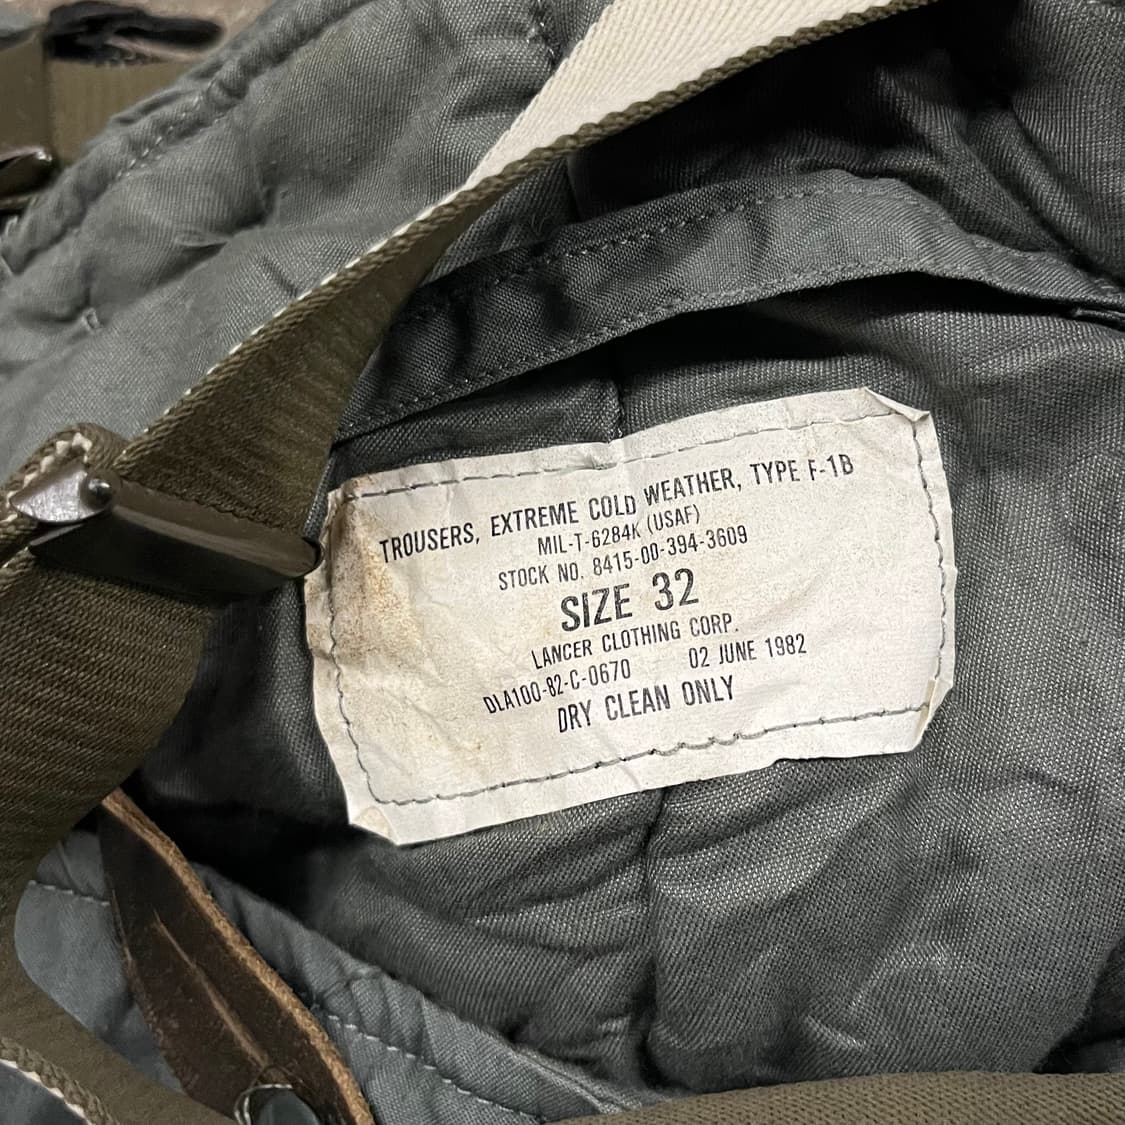 TROUSERS, EXTREME COLD WEATHER, TYPE F-1B
MIL-T-6284K (USAF)
STOCK NO. 8415-00-394-3609
SIZE 32
LANCER CLOTHING CORP.
DLA100-82-C-0670 02 JUNE 1982
DRY CLEAN ONLY